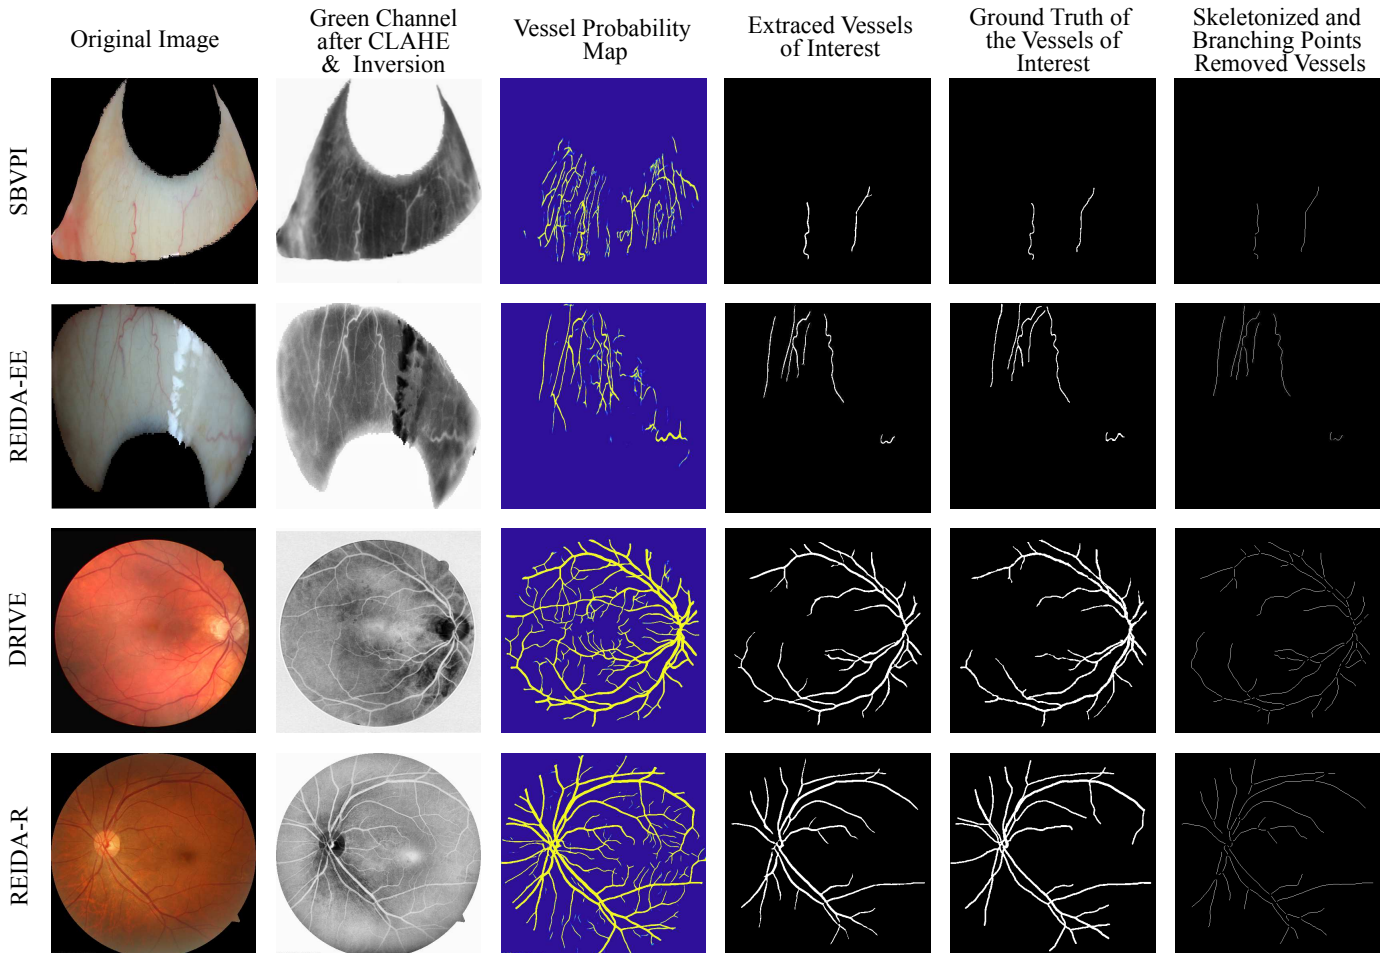 Original Image
Green Channel
after CLAHE
& Inversion
Vessel Probability
Map
Extraced Vessels
of Interest
Ground Truth of
the Vessels of
Interest
Skeletonized and
Branching Points
Removed Vessels
SBVPI
REIDA-EE
DRIVE
REIDA-R